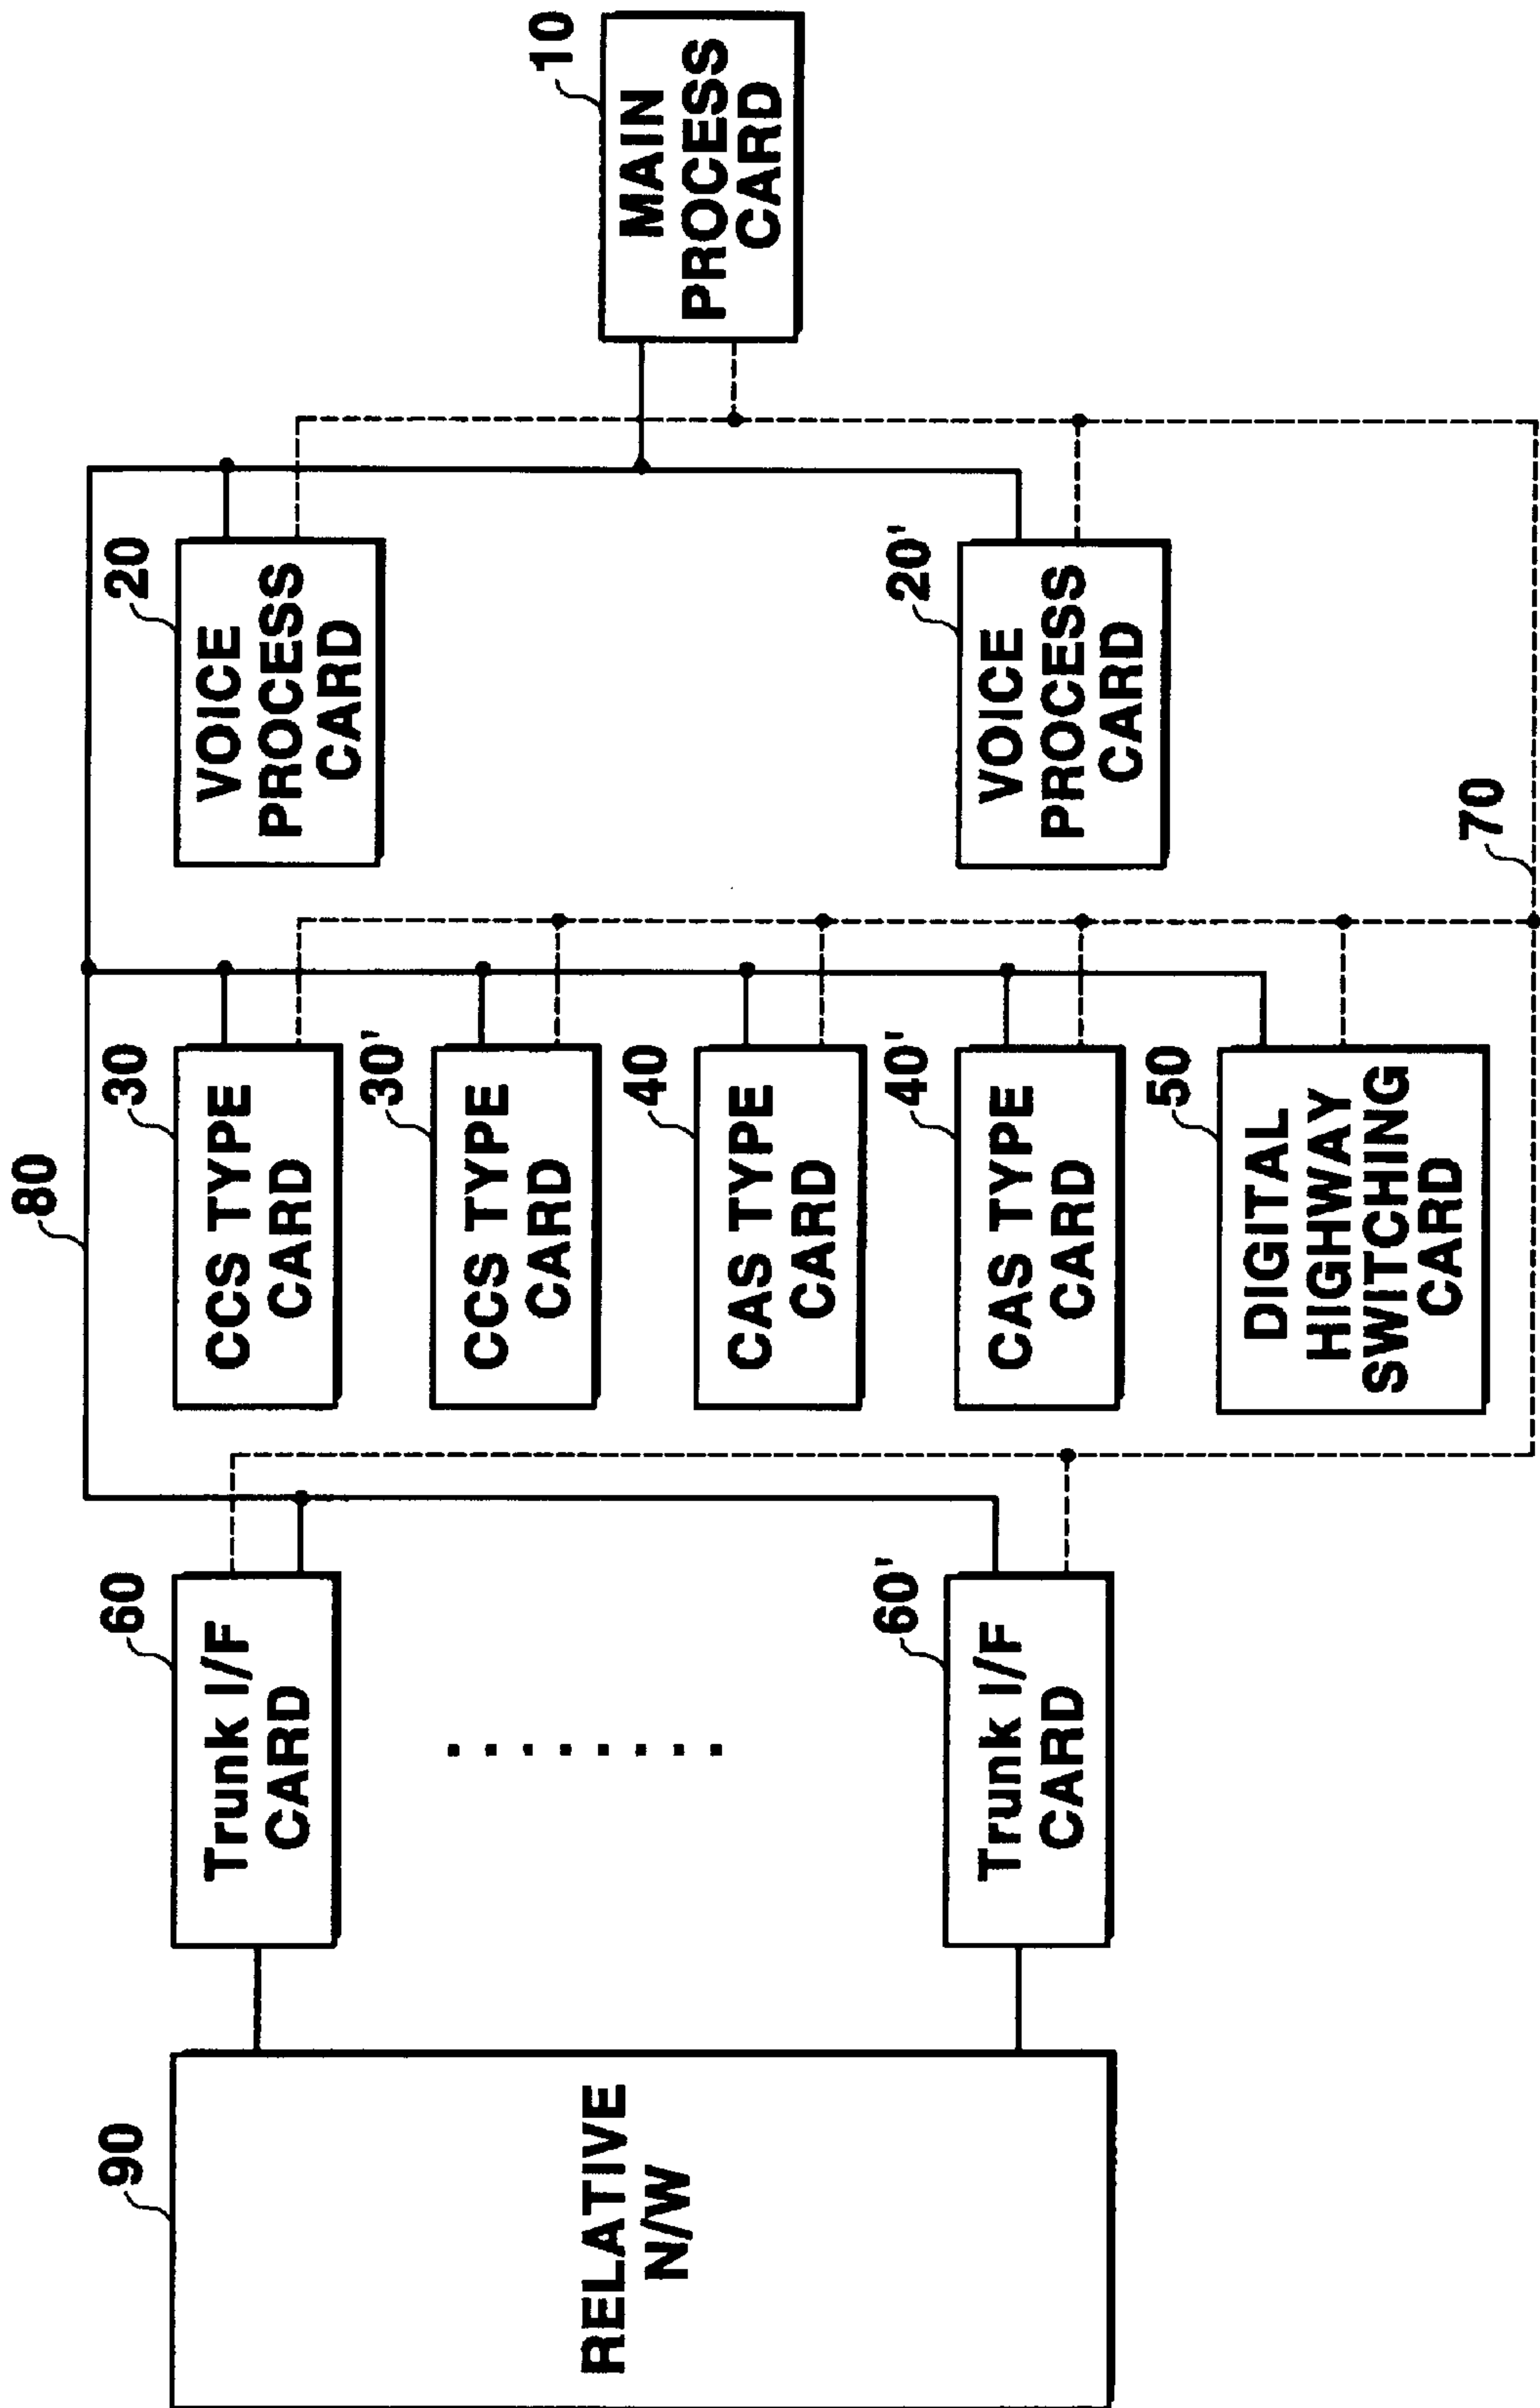 80
90
RELATIVE
N/W
60
Trunk I/F
CARD
60'
Trunk I/F
CARD
30
CCS TYPE
CARD
30'
CCS TYPE
CARD
40
CAS TYPE
CARD
40'
CAS TYPE
CARD
50
DIGITAL
HIGHWAY
SWITCHING
CARD
20
VOICE
PROCESS
CARD
20'
VOICE
PROCESS
CARD
70
10
MAIN
PROCESS
CARD